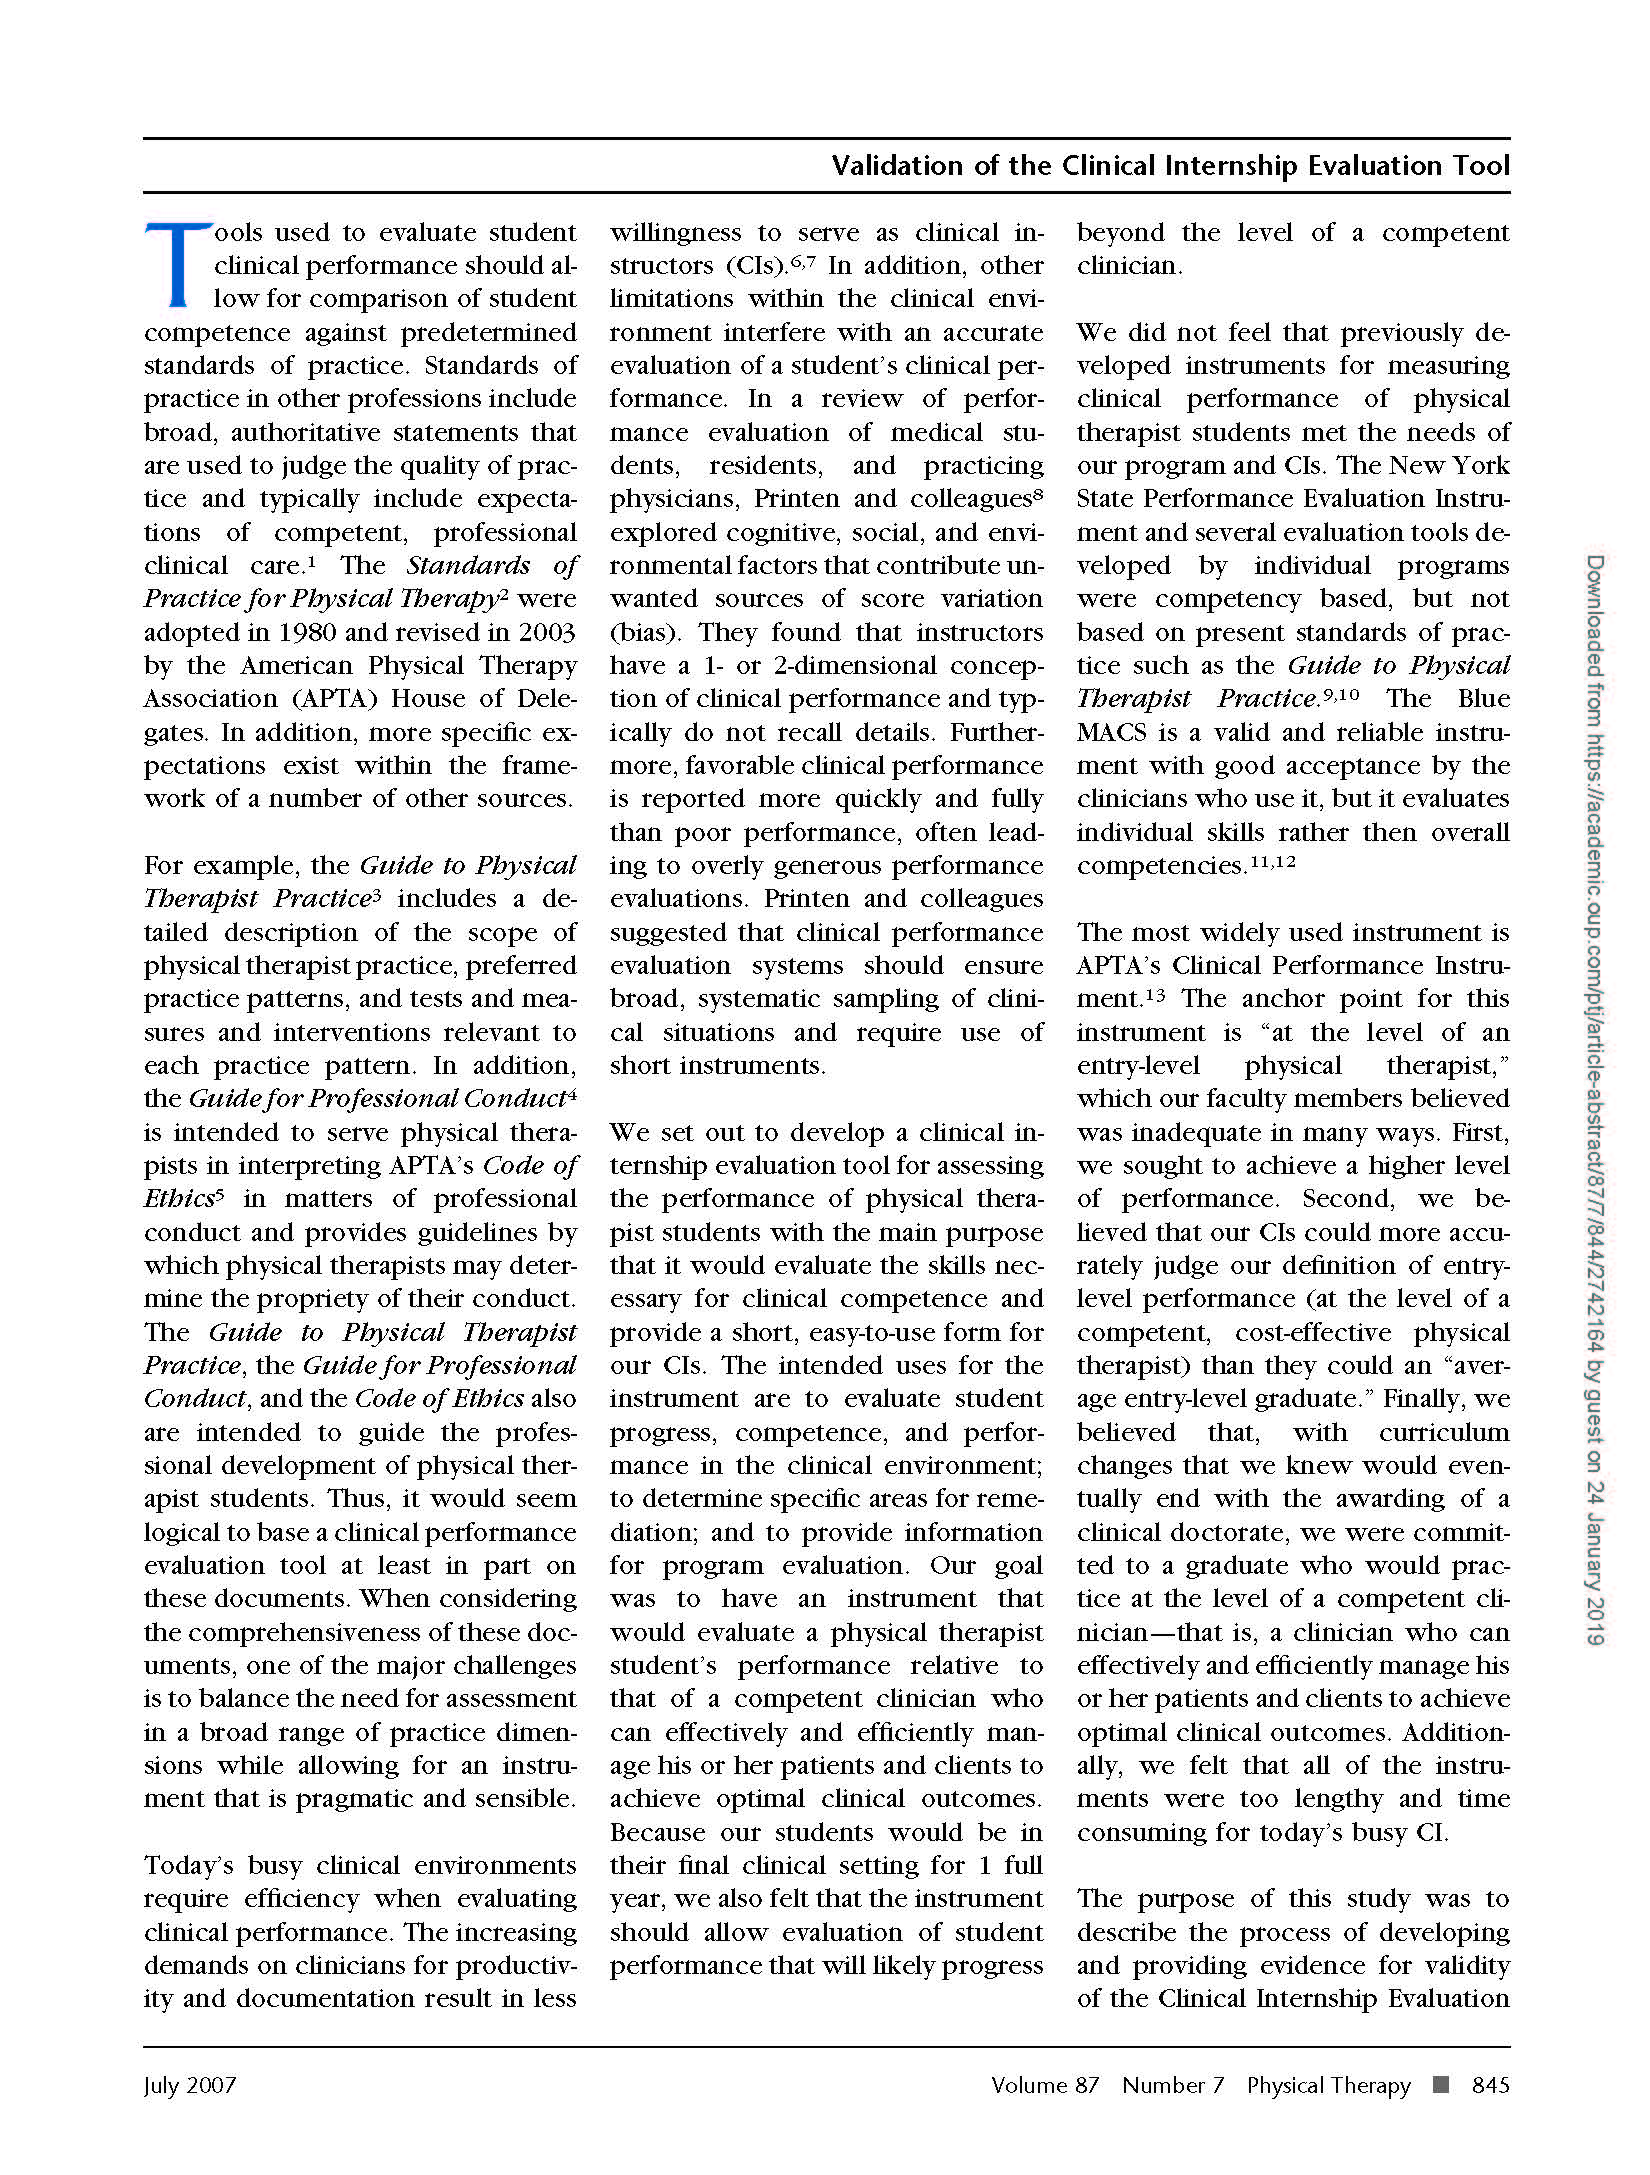 Validation of the Clinical Internship Evaluation Tool
Tools used to evaluate student
clinical performance should al-
low for comparison of student
competence against predetermined
standards of practice. Standards of
practice in other professions include
broad, authoritative statements that
are used to judge the quality of prac-
tice and typically include expecta-
tions of competent, professional
clinical care.1 The Standards of
Practice for Physical Therapy2 were
adopted in 1980 and revised in 2003
by the American Physical Therapy
Association (APTA) House of Dele-
gates. In addition, more specific ex-
pectations exist within the frame-
work of a number of other sources.
For example, the Guide to Physical
Therapist Practice3 includes a de-
tailed description of the scope of
physical therapist practice, preferred
practice patterns, and tests and mea-
sures and interventions relevant to
each practice pattern. In addition,
the Guide for Professional Conduct4
is intended to serve physical thera-
pists in interpreting APTA's Code of
Ethics5 in matters of professional
conduct and provides guidelines by
which physical therapists may deter-
mine the propriety of their conduct.
The Guide to Physical Therapist
Practice, the Guide for Professional
Conduct, and the Code of Ethics also
are intended to guide the profes-
sional development of physical ther-
apist students. Thus, it would seem
logical to base a clinical performance
evaluation tool at least in part on
these documents. When considering
the comprehensiveness of these doc-
uments, one of the major challenges
is to balance the need for assessment
in a broad range of practice dimen-
sions while allowing for an instru-
ment that is pragmatic and sensible.
Today's busy clinical environments
require efficiency when evaluating
clinical performance. The increasing
demands on clinicians for productiv-
ity and documentation result in less
willingness to serve as clinical in-
structors (CIs).6,7 In addition, other
limitations within the clinical envi-
ronment interfere with an accurate
evaluation of a student's clinical per-
formance. In a review of perfor-
mance evaluation of medical stu-
dents, residents, and practicing
physicians, Printen and colleagues8
explored cognitive, social, and envi-
ronmental factors that contribute un-
wanted sources of score variation
(bias). They found that instructors
have a 1- or 2-dimensional concep-
tion of clinical performance and typ-
ically do not recall details. Further-
more, favorable clinical performance
is reported more quickly and fully
than poor performance, often lead-
ing to overly generous performance
evaluations. Printen and colleagues
suggested that clinical performance
evaluation systems should ensure
broad, systematic sampling of clini-
cal situations and require use of
short instruments.
We set out to develop a clinical in-
ternship evaluation tool for assessing
the performance of physical thera-
pist students with the main purpose
that it would evaluate the skills nec-
essary for clinical competence and
provide a short, easy-to-use form for
our CIs. The intended uses for the
instrument are to evaluate student
progress, competence, and perfor-
mance in the clinical environment;
to determine specific areas for reme-
diation; and to provide information
for program evaluation. Our goal
was to have an instrument that
would evaluate a physical therapist
student's performance relative to
that of a competent clinician who
can effectively and efficiently man-
age his or her patients and clients to
achieve optimal clinical outcomes.
Because our students would be in
their final clinical setting for 1 full
year, we also felt that the instrument
should allow evaluation of student
performance that will likely progress
beyond the level of a competent
clinician.
We did not feel that previously de-
veloped instruments for measuring
clinical performance of physical
therapist students met the needs of
our program and CIs. The New York
State Performance Evaluation Instru-
ment and several evaluation tools de-
veloped by individual programs
were competency based, but not
based on present standards of prac-
tice such as the Guide to Physical
Therapist Practice.9,10 The Blue
MACS is a valid and reliable instru-
ment with good acceptance by the
clinicians who use it, but it evaluates
individual skills rather then overall
competencies.11,12
The most widely used instrument is
APTA's Clinical Performance Instru-
ment.13 The anchor point for this
instrument is “at the level of an
entry-level physical therapist,”
which our faculty members believed
was inadequate in many ways. First,
we sought to achieve a higher level
of performance. Second, we be-
lieved that our CIs could more accu-
rately judge our definition of entry-
level performance (at the level of a
competent, cost-effective physical
therapist) than they could an “aver-
age entry-level graduate.” Finally, we
believed that, with curriculum
changes that we knew would even-
tually end with the awarding of a
clinical doctorate, we were commit-
ted to a graduate who would prac-
tice at the level of a competent cli-
nician—that is, a clinician who can
effectively and efficiently manage his
or her patients and clients to achieve
optimal clinical outcomes. Addition-
ally, we felt that all of the instru-
ments were too lengthy and time
consuming for today's busy CI.
The purpose of this study was to
describe the process of developing
and providing evidence for validity
of the Clinical Internship Evaluation
July 2007
Volume 87 Number 7 Physical Therapy ■ 845
Downloaded from https://academic.oup.com/ptj/article-abstract/87/7/844/2742164 by guest on 24 January 2019